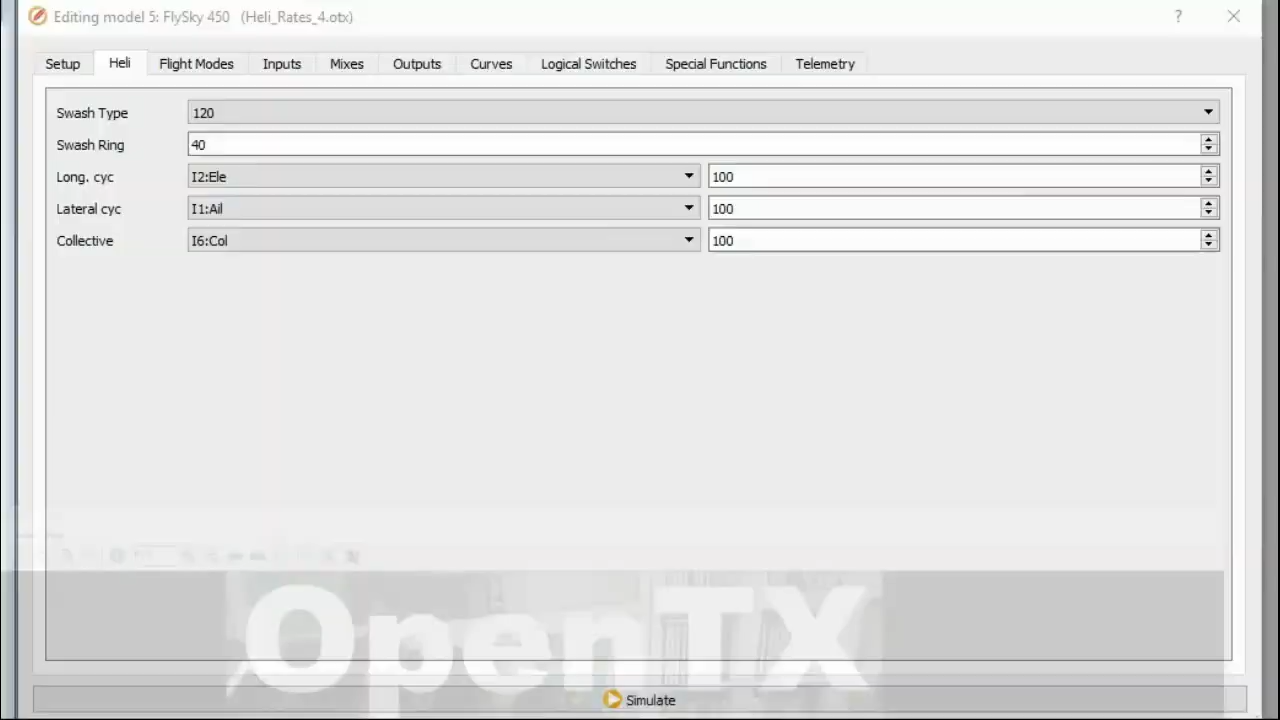 Editing model 5: FlySky 450 (Heli_Rates_4.otx)
?
Setup Heli Flight Modes Inputs Mixes Outputs Curves Logical Switches Special Functions Telemetry
Swash Type 120
Swash Ring 40
Long. cyc I2:Ele 100
Lateral cyc I1:Ail 100
Collective I6:Col 100
OpenTX
Simulate